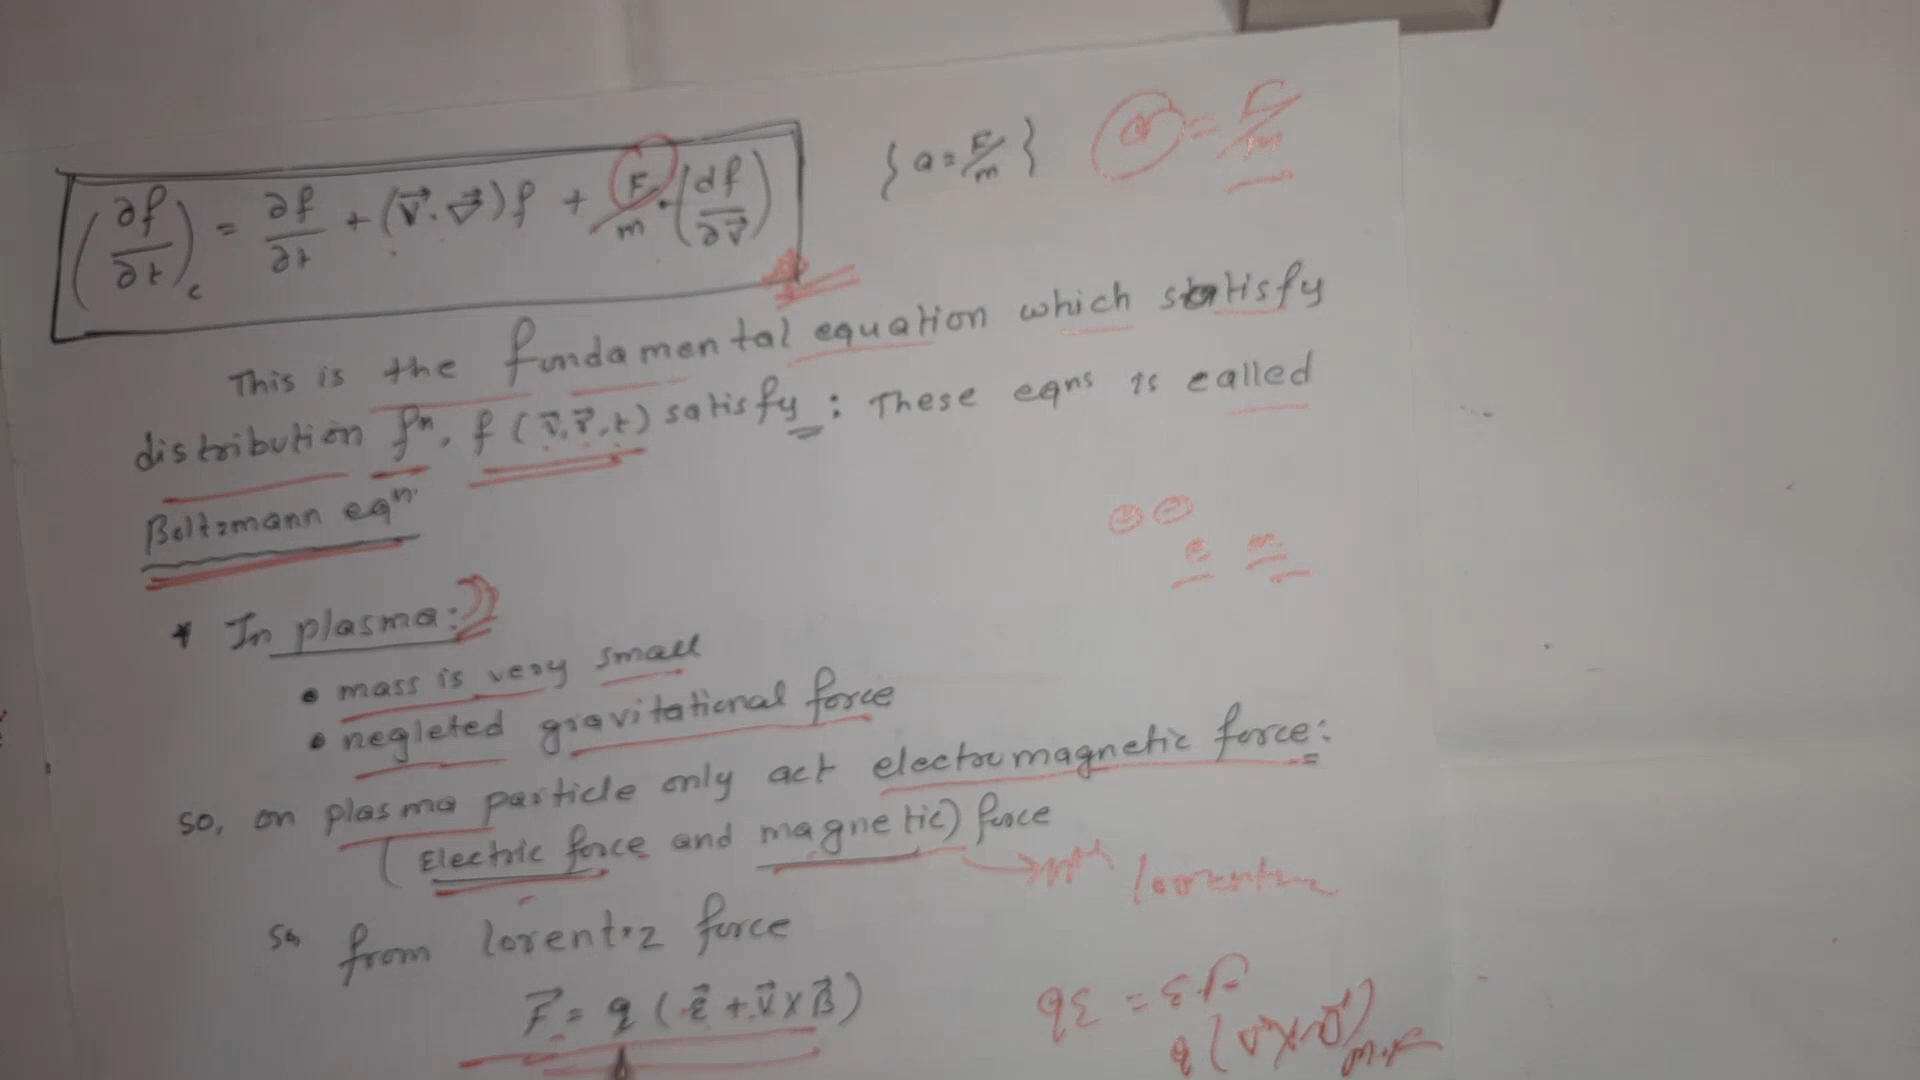 (∂f/∂t)c = ∂f/∂t + (v⃗.∇⃗)f + F/m . (df/∂v⃗) {a=F/m} a = F/m
This is the fundamental equation which satisfy
distribution fⁿ, f(v⃗,r⃗,t) satisfy: These eqns is called
Boltzmann eqⁿ.
* In plasma:
• mass is very small
• negleted gravitational force
so, on plasma particle only act electromagnetic force:
(Electric force and magnetic) force
lorentz
so from lorentz force
F⃗ = q (ε⃗ + v⃗ x B⃗) qε = ε.F
q(v⃗ x B⃗) m.F